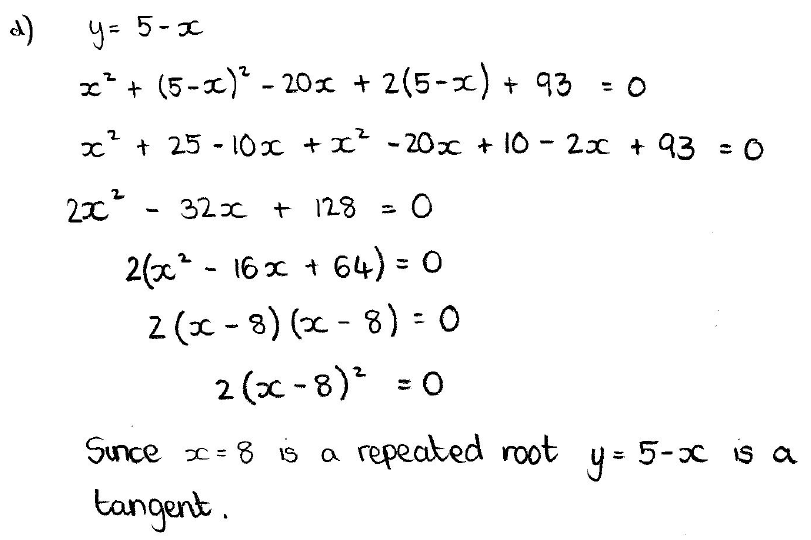 d) y = 5 - x
x² + (5-x)² - 20x + 2(5-x) + 93 = 0
x² + 25 - 10x + x² - 20x + 10 - 2x + 93 = 0
2x² - 32x + 128 = 0
2(x² - 16x + 64) = 0
2(x - 8)(x - 8) = 0
2(x-8)² = 0
Since x = 8 is a repeated root y = 5-x is a
tangent.